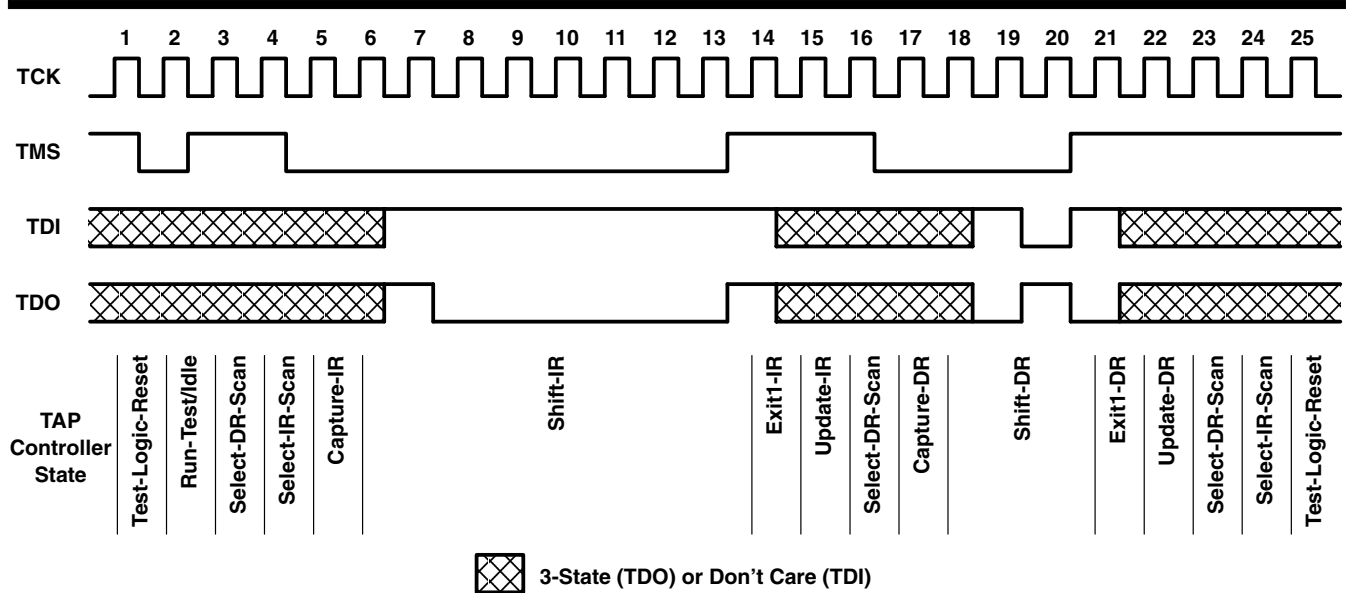 1 2 3 4 5 6 7 8 9 10 11 12 13 14 15 16 17 18 19 20 21 22 23 24 25
TCK
TMS
TDI
TDO
TAP
Controller
State
Test-Logic-Reset
Run-Test/Idle
Select-DR-Scan
Select-IR-Scan
Capture-IR
Shift-IR
Exit1-IR
Update-IR
Select-DR-Scan
Capture-DR
Shift-DR
Exit1-DR
Update-DR
Select-DR-Scan
Select-IR-Scan
Test-Logic-Reset
3-State (TDO) or Don't Care (TDI)